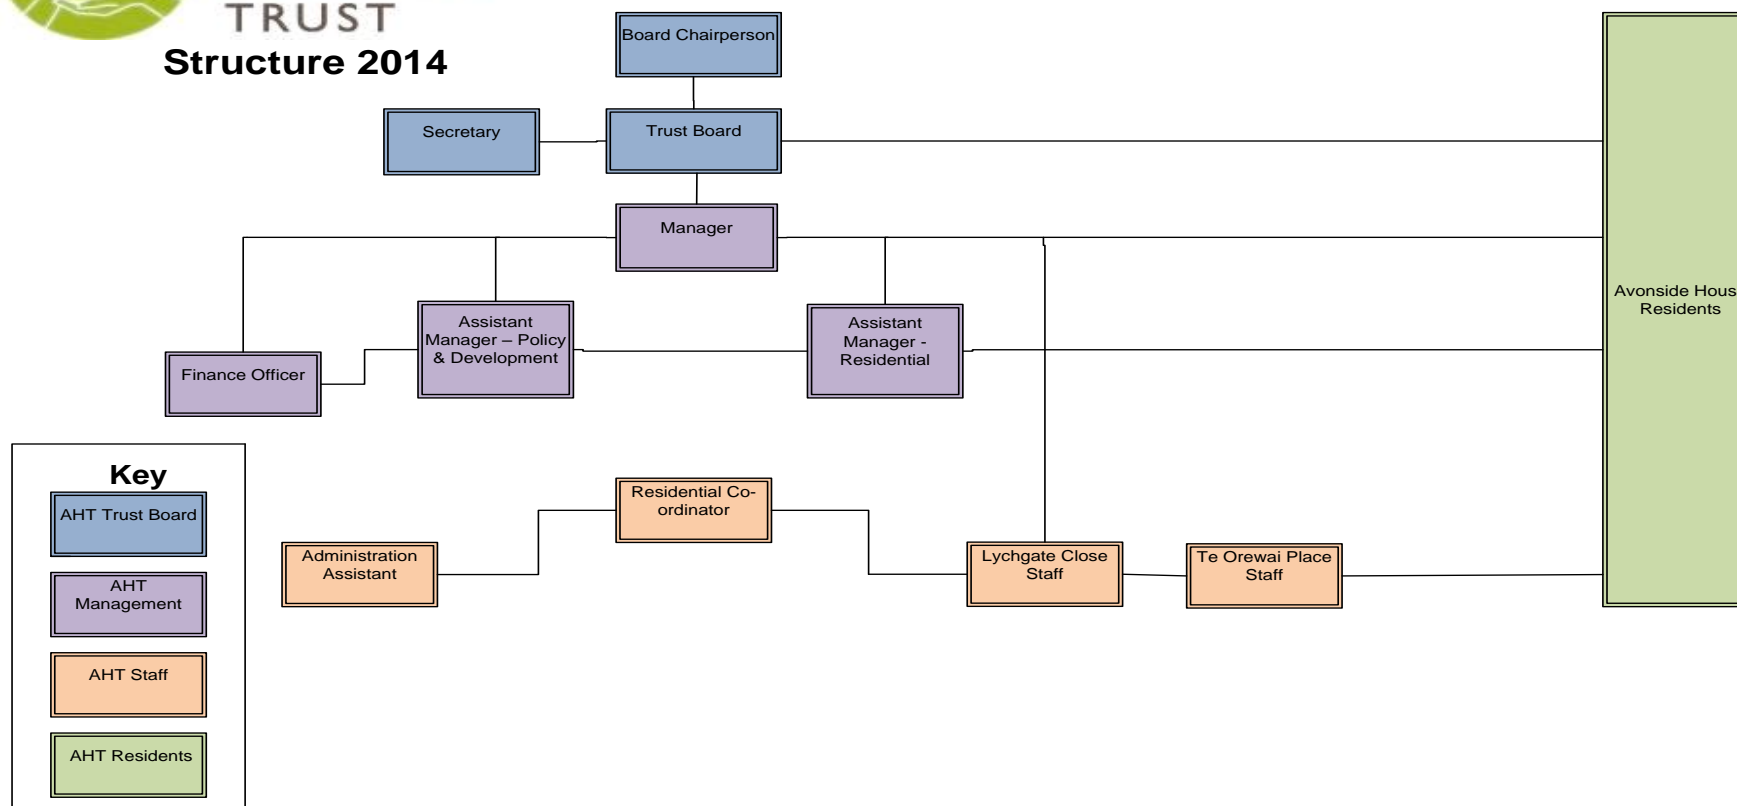 TRUST
Structure 2014
Board Chairperson
Secretary
Trust Board
Manager
Assistant
Manager – Policy
& Development
Assistant
Manager -
Residential
Finance Officer
Avonside Hous
Residents
Key
AHT Trust Board
AHT
Management
AHT Staff
AHT Residents
Residential Co-
ordinator
Administration
Assistant
Lychgate Close
Staff
Te Orewai Place
Staff